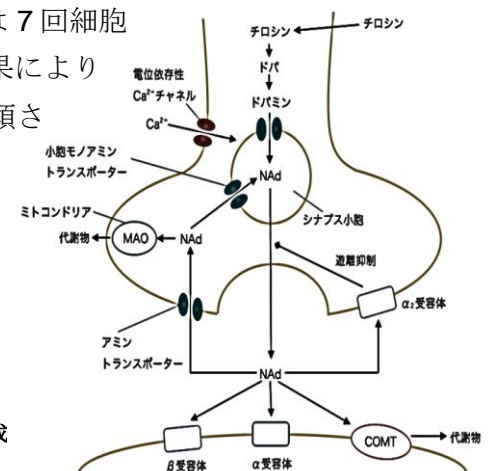 は7回細胞
果により
類さ
チロシン
チロシン
ドパ
ドパミン
電位依存性
Ca²⁺チャネル
Ca²⁺
小胞モノアミン
トランスポーター
NAd
シナプス小胞
ミトコンドリア
代謝物
MAO
NAd
遊離抑制
α₂受容体
アミン
トランスポーター
NAd
COMT
代謝物
β受容体
α受容体